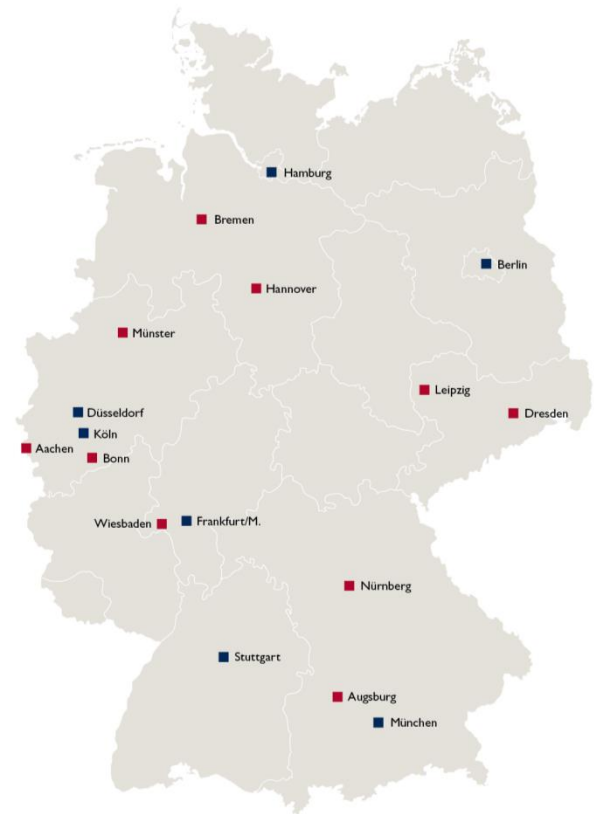 Hamburg
Bremen
Berlin
Hannover
Münster
Leipzig
Düsseldorf
Dresden
Köln
Aachen
Bonn
Wiesbaden
Frankfurt/M.
Nürnberg
Stuttgart
Augsburg
München